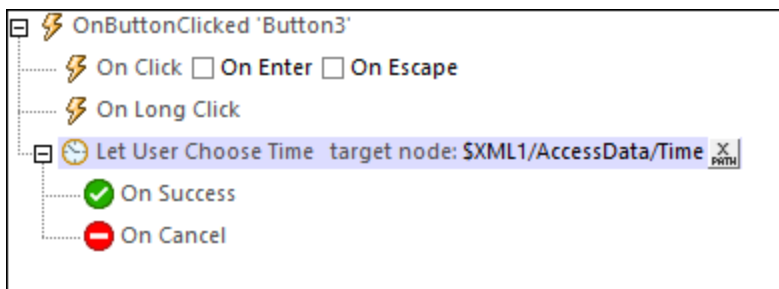 OnButtonClicked 'Button3'
On Click On Enter On Escape
On Long Click
Let User Choose Time target node: $XML1/AccessData/Time X PATH
On Success
On Cancel